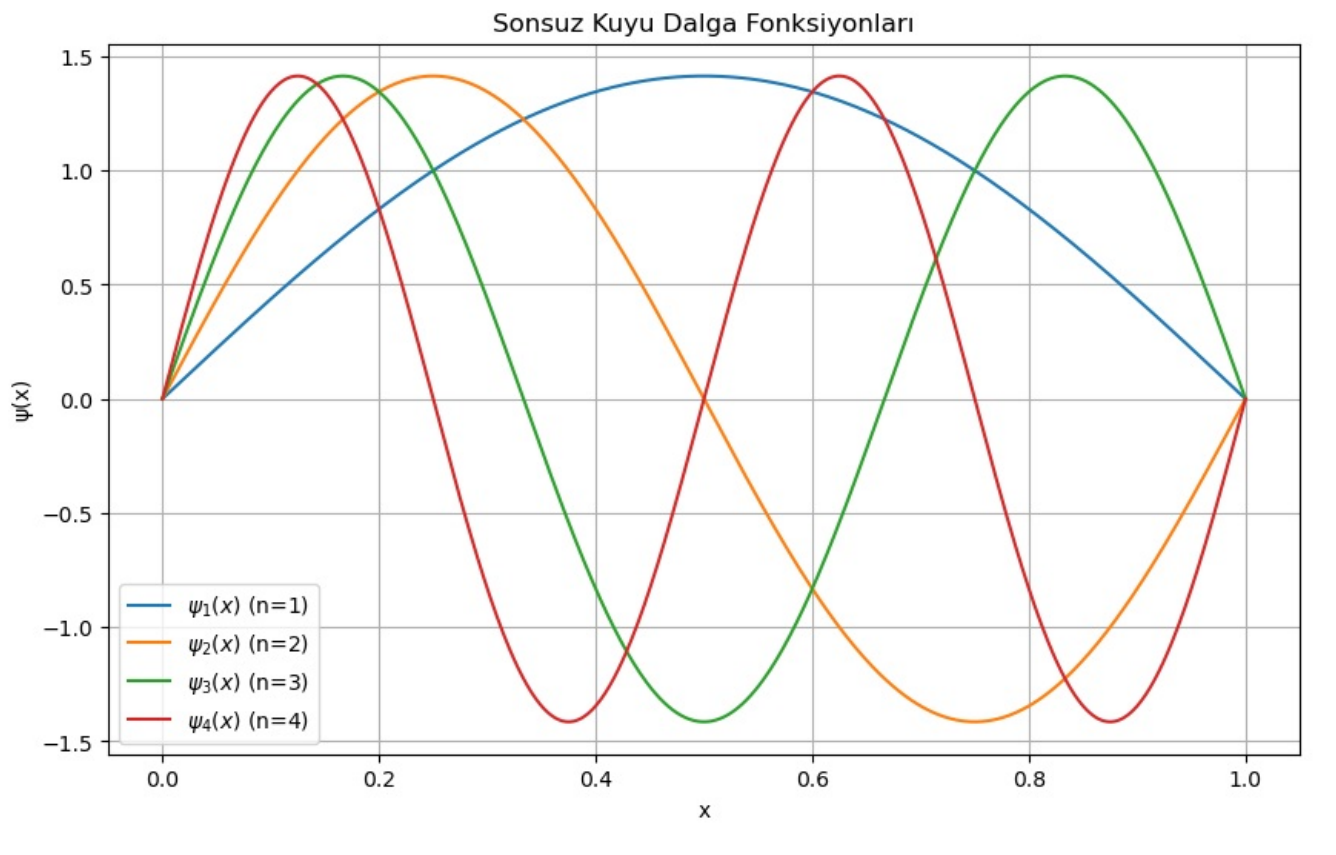 Sonsuz Kuyu Dalga Fonksiyonları
1.5
1.0
0.5
0.0
−0.5
−1.0
−1.5
ψ(x)
ψ₁(x) (n=1)
ψ₂(x) (n=2)
ψ₃(x) (n=3)
ψ₄(x) (n=4)
0.0 0.2 0.4 0.6 0.8 1.0
x